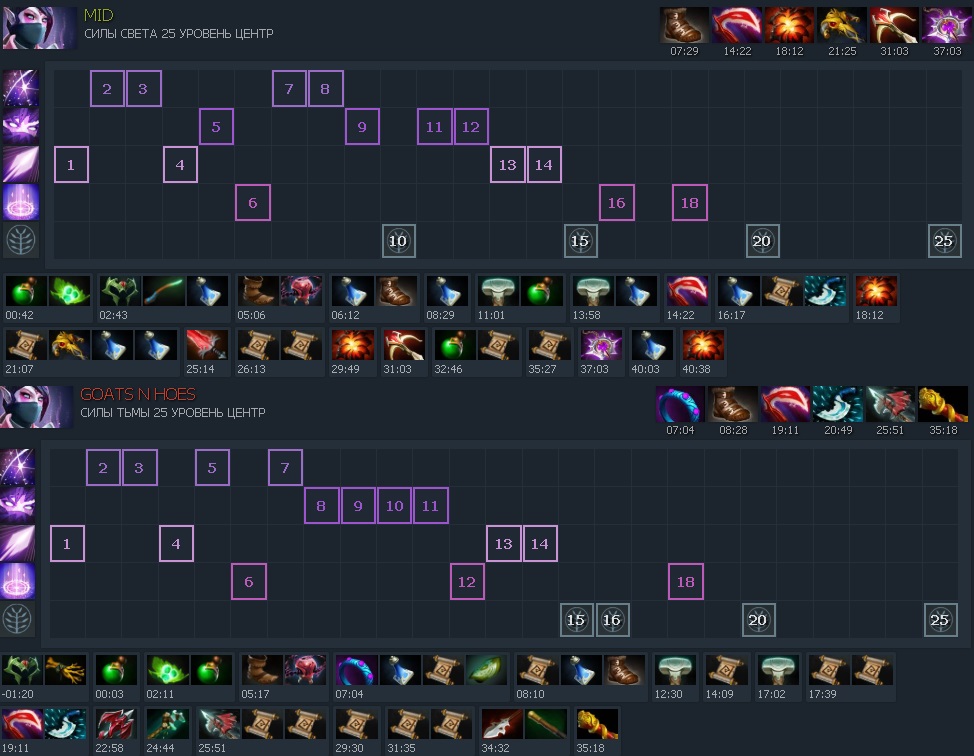 MID
СИЛЫ СВЕТА 25 УРОВЕНЬ ЦЕНТР
07:29 14:22 18:12 21:25 31:03 37:03
2 3 7 8
5 9 11 12
1 4 13 14
6 16 18
10 15 20 25
00:42 02:43 05:06 06:12 08:29 11:01 13:58 14:22 16:17 18:12
21:07 25:14 26:13 29:49 31:03 32:46 35:27 37:03 40:03 40:38
GOATS N HOES
СИЛЫ ТЬМЫ 25 УРОВЕНЬ ЦЕНТР
07:04 08:28 19:11 20:49 25:51 35:18
2 3 5 7
8 9 10 11
1 4 13 14
6 12 18
15 16 20 25
-01:20 00:03 02:11 05:17 07:04 08:10 12:30 14:09 17:02 17:39
19:11 22:58 24:44 25:51 29:30 31:35 34:32 35:18